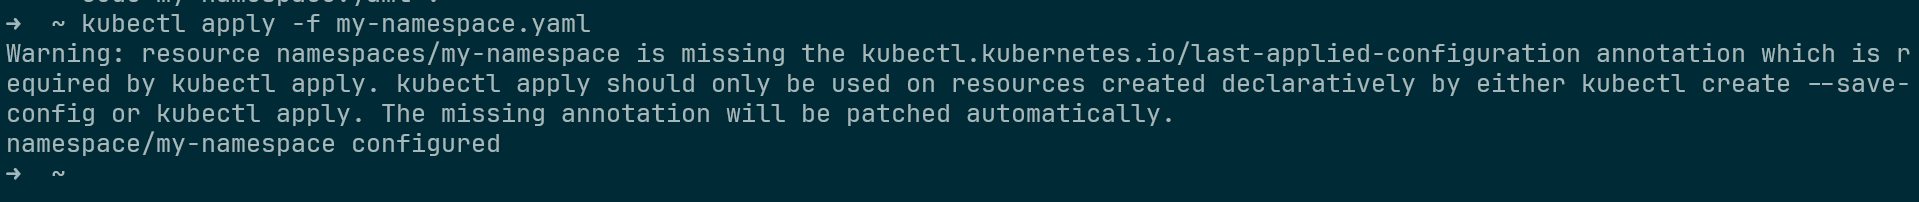 ➜  ~ kubectl apply -f my-namespace.yaml
Warning: resource namespaces/my-namespace is missing the kubectl.kubernetes.io/last-applied-configuration annotation which is r
equired by kubectl apply. kubectl apply should only be used on resources created declaratively by either kubectl create --save-
config or kubectl apply. The missing annotation will be patched automatically.
namespace/my-namespace configured
➜  ~